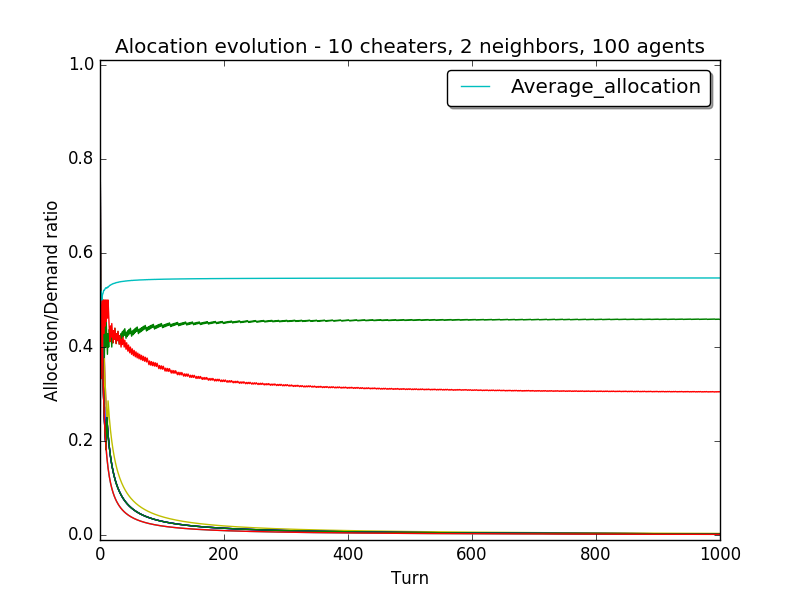 Alocation evolution - 10 cheaters, 2 neighbors, 100 agents
Average_allocation
1.0
0.8
0.6
0.4
0.2
0.0
Allocation/Demand ratio
0 200 400 600 800 1000
Turn